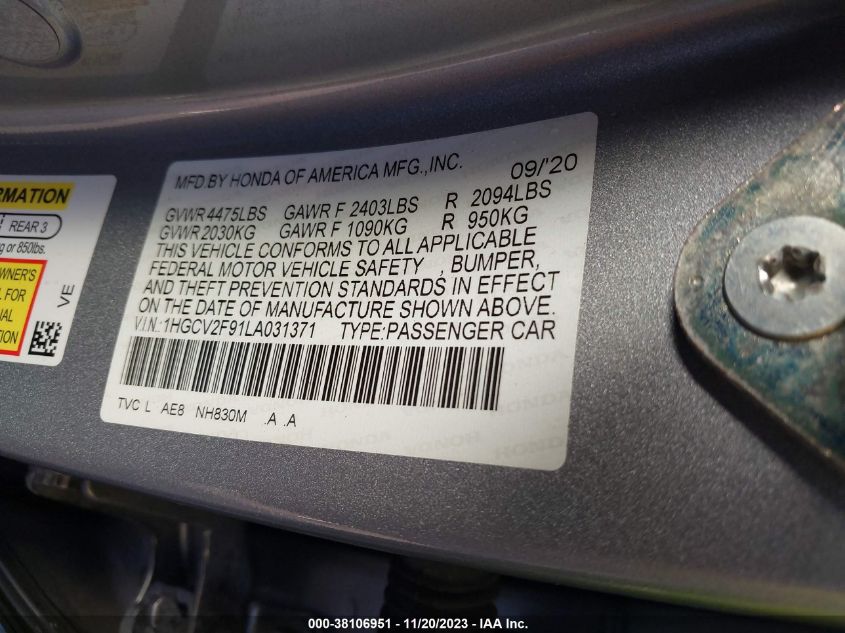 MFD.BY HONDA OF AMERICA MFG.,INC. 09/'20
GVWR 4475LBS GAWR F 2403LBS R 2094LBS
GVWR 2030KG GAWR F 1090KG R 950KG
THIS VEHICLE CONFORMS TO ALL APPLICABLE
FEDERAL MOTOR VEHICLE SAFETY , BUMPER,
AND THEFT PREVENTION STANDARDS IN EFFECT
ON THE DATE OF MANUFACTURE SHOWN ABOVE.
V.I.N.:1HGCV2F91LA031371 TYPE:PASSENGER CAR
TVC L AE8 NH830M .A .A
REAR 3
or 850lbs.
VE
000-38106951 - 11/20/2023 - IAA Inc.